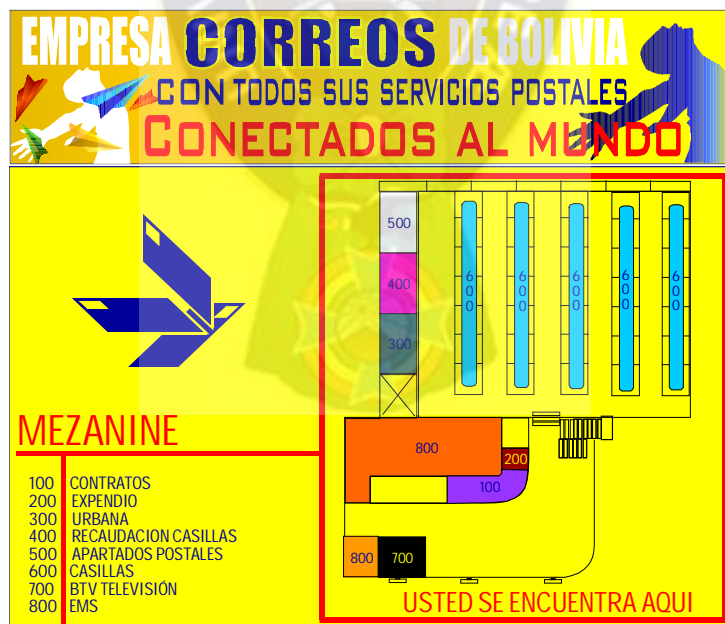 EMPRESA CORREOS DE BOLIVIA
CON TODOS SUS SERVICIOS POSTALES
CONECTADOS AL MUNDO
500
400
300
600
600
600
600
600
MEZANINE
800
200
100
100 CONTRATOS
200 EXPENDIO
300 URBANA
400 RECAUDACION CASILLAS
500 APARTADOS POSTALES
600 CASILLAS
700 BTV TELEVISIÓN
800 EMS
800 700
USTED SE ENCUENTRA AQUI